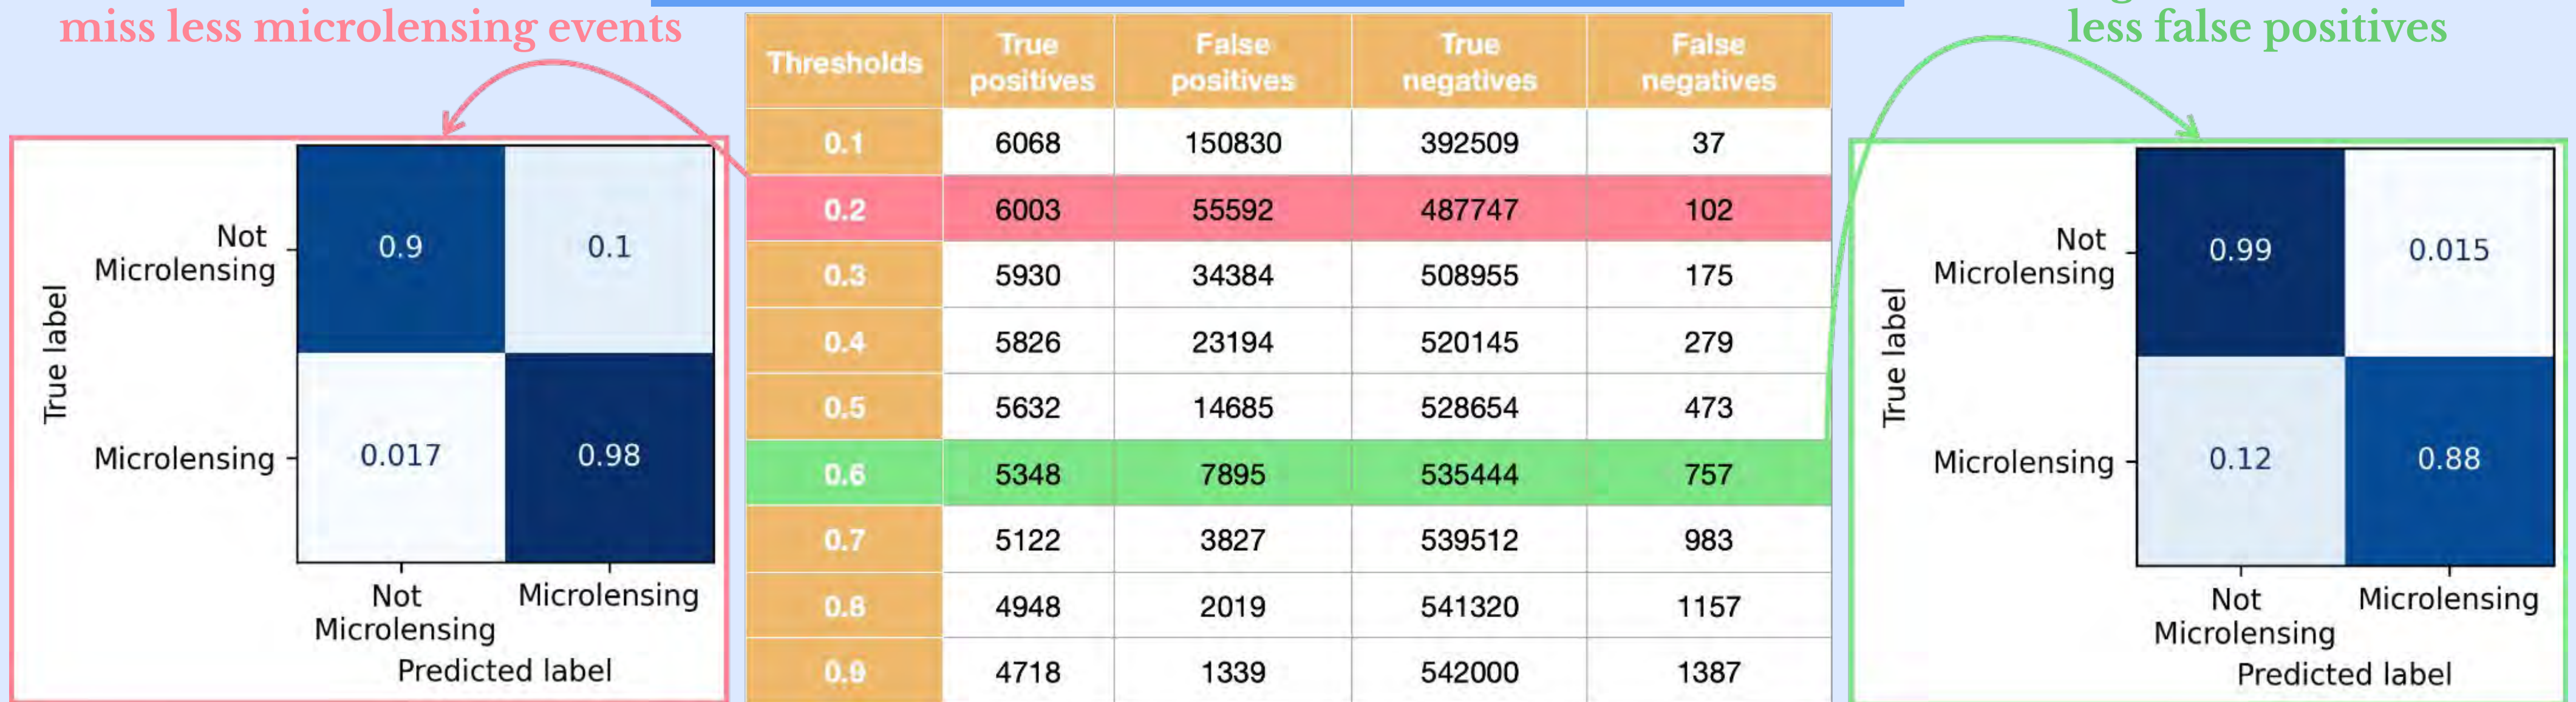 miss less microlensing events
less false positives
Thresholds True positives False positives True negatives False negatives
0.1 6068 150830 392509 37
0.2 6003 55592 487747 102
0.3 5930 34384 508955 175
0.4 5826 23194 520145 279
0.5 5632 14685 528654 473
0.6 5348 7895 535444 757
0.7 5122 3827 539512 983
0.8 4948 2019 541320 1157
0.9 4718 1339 542000 1387
True label
Not
Microlensing
0.9 0.1
Microlensing
0.017 0.98
Not
Microlensing
Microlensing
Predicted label
True label
Not
Microlensing
0.99 0.015
Microlensing
0.12 0.88
Not
Microlensing
Microlensing
Predicted label